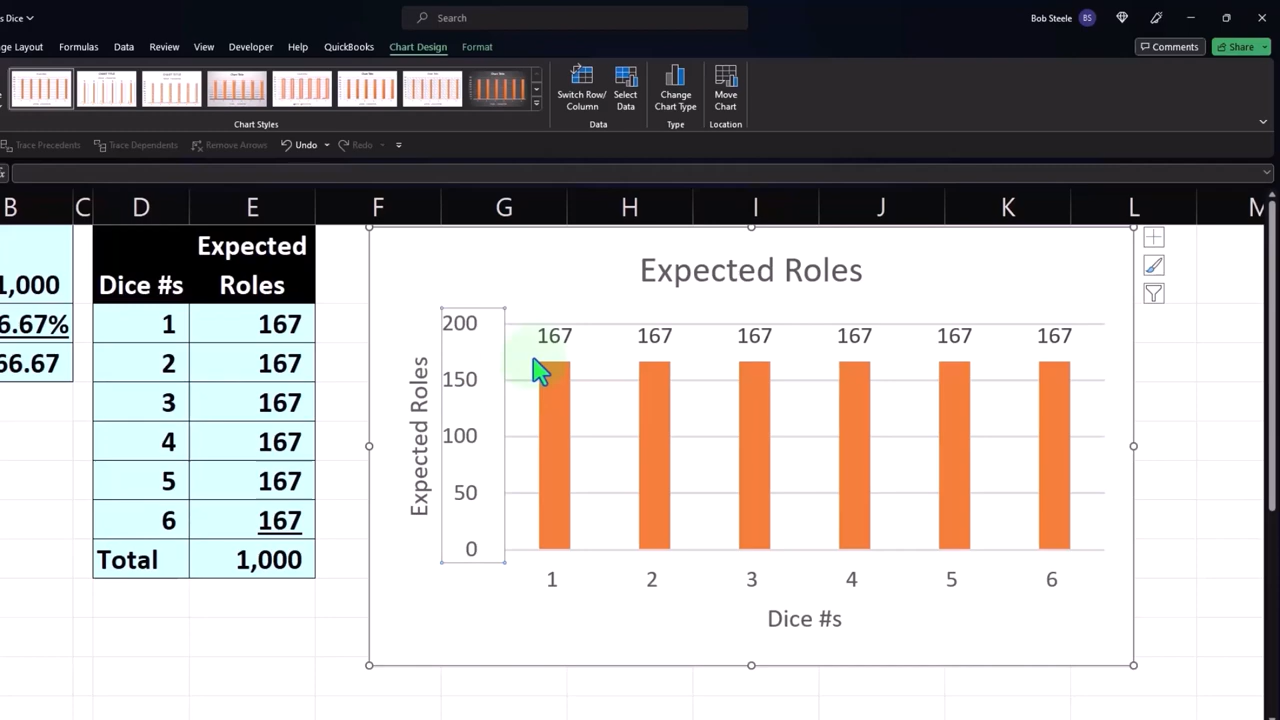 s Dice
Search
Bob Steele BS
ge Layout Formulas Data Review View Developer Help QuickBooks Chart Design Format Comments Share
Switch Row/ Column
Select Data
Change Chart Type
Move Chart
Chart Styles Data Type Location
Trace Precedents Trace Dependents Remove Arrows Undo Redo
B C D E F G H I J K L M
Expected
1,000 Dice #s Roles
6.67% 1 167
66.67 2 167
3 167
4 167
5 167
6 167
Total 1,000
Expected Roles
Expected Roles
200
150
100
50
0
167 167 167 167 167 167
1 2 3 4 5 6
Dice #s